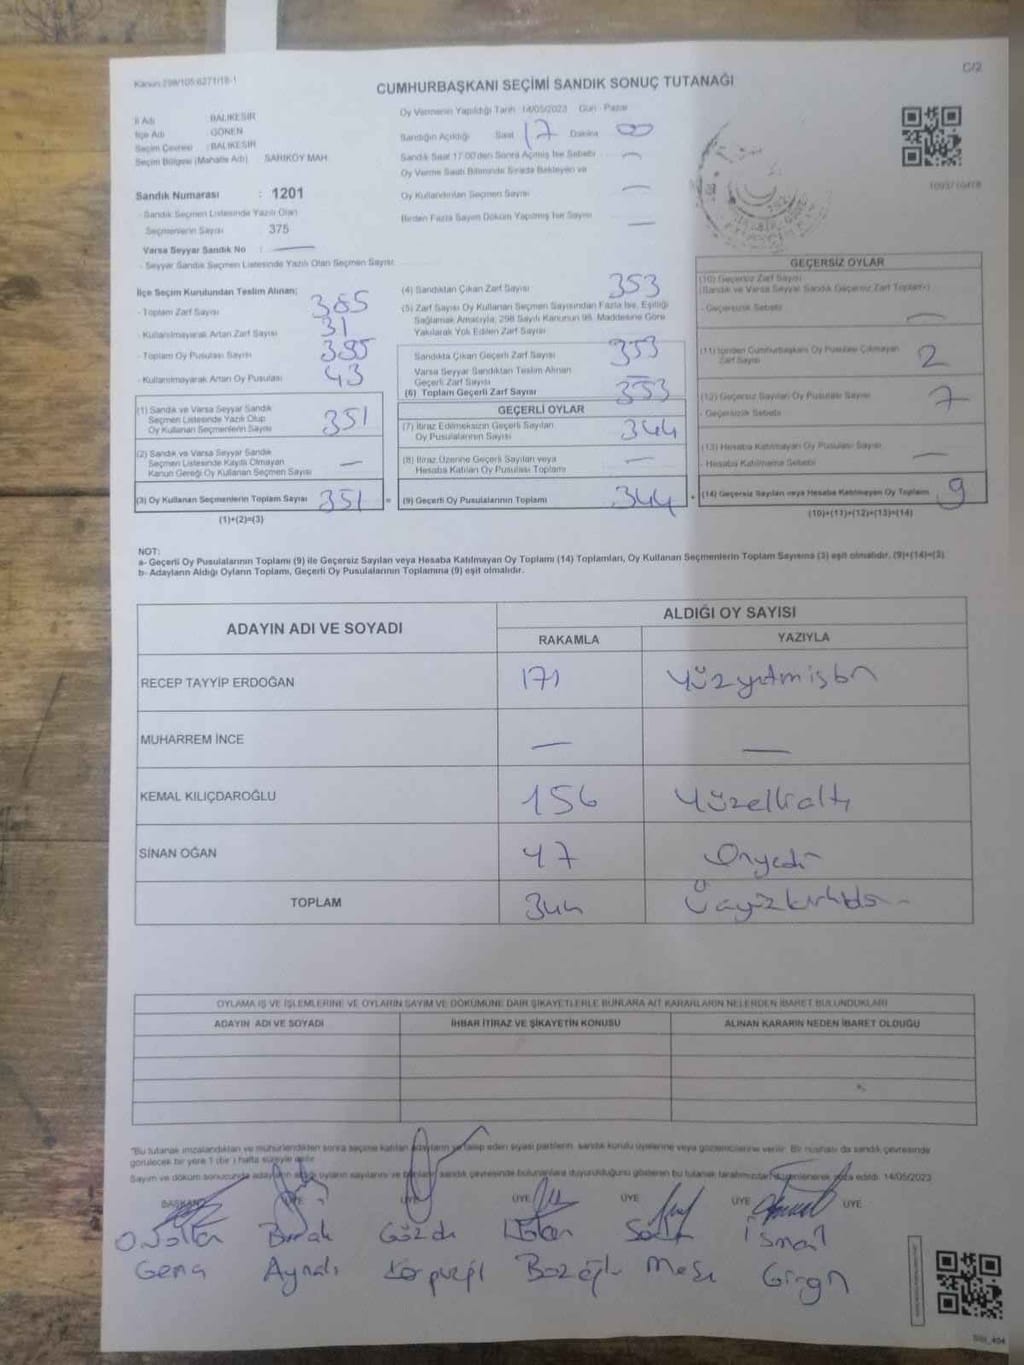 Kanun:298/105:6271/18-1
C/2
CUMHURBAŞKANI SEÇİMİ SANDIK SONUÇ TUTANAĞI
İl Adı BALIKESİR
İlçe Adı GÖNEN
Seçim Çevresi : BALIKESİR
Seçim Bölgesi (Mahalle Adı) SARIKÖY MAH.
Sandık Numarası : 1201
- Sandık Seçmen Listesinde Yazılı Olan
Seçmenlerin Sayısı 375
Varsa Seyyar Sandık No : —
- Seyyar Sandık Seçmen Listesinde Yazılı Olan Seçmen Sayısı:
Oy Vermenin Yapıldığı Tarih :14/05/2023 Gün : Pazar
Sandığın Açıldığı Saat 17 Dakika 00
Sandık Saat 17:00'den Sonra Açılmış İse Sebebi —
Oy Verme Saati Bitiminde Sırada Bekleyen ve
Oy Kullandırılan Seçmen Sayısı —
Birden Fazla Sayım Döküm Yapılmış İse Sayısı —
İlçe Seçim Kurulundan Teslim Alınan;
- Toplam Zarf Sayısı 385
- Kullanılmayarak Artan Zarf Sayısı 31
- Toplam Oy Pusulası Sayısı 395
- Kullanılmayarak Artan Oy Pusulası 43
(1) Sandık ve Varsa Seyyar Sandık
Seçmen Listesinde Yazılı Olup
Oy Kullanan Seçmenlerin Sayısı 351
(2) Sandık ve Varsa Seyyar Sandık
Seçmen Listesinde Kayıtlı Olmayan
Kanun Gereği Oy Kullanan Seçmen Sayısı —
(3) Oy Kullanan Seçmenlerin Toplam Sayısı 351 =
(1)+(2)=(3)
(4) Sandıktan Çıkan Zarf Sayısı 353
(5) Zarf Sayısı Oy Kullanan Seçmen Sayısından Fazla İse, Eşitliği
Sağlamak Amacıyla, 298 Sayılı Kanunun 98. Maddesine Göre
Yakılarak Yok Edilen Zarf Sayısı
Sandıkta Çıkan Geçerli Zarf Sayısı 353
Varsa Seyyar Sandıktan Teslim Alınan
Geçerli Zarf Sayısı —
(6) Toplam Geçerli Zarf Sayısı 353
GEÇERLİ OYLAR
(7) İtiraz Edilmeksizin Geçerli Sayılan
Oy Pusulalarının Sayısı 344
(8) İtiraz Üzerine Geçerli Sayılan veya
Hesaba Katılan Oy Pusulası Toplamı —
(9) Geçerli Oy Pusulalarının Toplamı 344 +
GEÇERSİZ OYLAR
(10) Geçersiz Zarf Sayısı
(Sandık ve Varsa Seyyar Sandık Geçersiz Zarf Toplamı)
- Geçersizlik Sebebi —
(11) İçinden Cumhurbaşkanı Oy Pusulası Çıkmayan
Zarf Sayısı 2
(12) Geçersiz Sayılan Oy Pusulası Sayısı 7
- Geçersizlik Sebebi
(13) Hesaba Katılmayan Oy Pusulası Sayısı
- Hesaba Katılmama Sebebi —
(14) Geçersiz Sayılan veya Hesaba Katılmayan Oy Toplamı 9
(10)+(11)+(12)+(13)=(14)
NOT:
a- Geçerli Oy Pusulalarının Toplamı (9) ile Geçersiz Sayılan veya Hesaba Katılmayan Oy Toplamı (14) Toplamları, Oy Kullanan Seçmenlerin Toplam Sayısına (3) eşit olmalıdır. (9)+(14)=(3)
b- Adayların Aldığı Oyların Toplamı, Geçerli Oy Pusulalarının Toplamına (9) eşit olmalıdır.
ADAYIN ADI VE SOYADI
ALDIĞI OY SAYISI
RAKAMLA YAZIYLA
RECEP TAYYİP ERDOĞAN 171 Yüzyetmişbir
MUHARREM İNCE — —
KEMAL KILIÇDAROĞLU 156 Yüzellialtı
SİNAN OĞAN 47 Onyedi
TOPLAM 344
OYLAMA İŞ VE İŞLEMLERİNE VE OYLARIN SAYIM VE DÖKÜMÜNE DAİR ŞİKAYETLERLE BUNLARA AİT KARARLARIN NELERDEN İBARET BULUNDUKLARI
ADAYIN ADI VE SOYADI İHBAR İTİRAZ VE ŞİKAYETİN KONUSU ALINAN KARARIN NEDEN İBARET OLDUĞU
"Bu tutanak imzalandıktan ve mühürlendikten sonra seçime katılan adayların ve talep eden siyasi partilerin sandık kurulu üyelerine veya gözlemcilerine verilir. Bir nüshası da sandık çevresinde
görülecek bir yere 1 (bir ) hafta süreyle asılır.
Sayım ve döküm sonucunda adayların aldığı oyların sayılarını ve bunların sandık çevresinde bulunanlara duyurulduğunu gösteren bu tutanak tarafımızdan düzenlenerek imza edildi. 14/05/2023
BAŞKAN ÜYE ÜYE ÜYE ÜYE ÜYE ÜYE
Burak Gözde İsmail
Aynalı